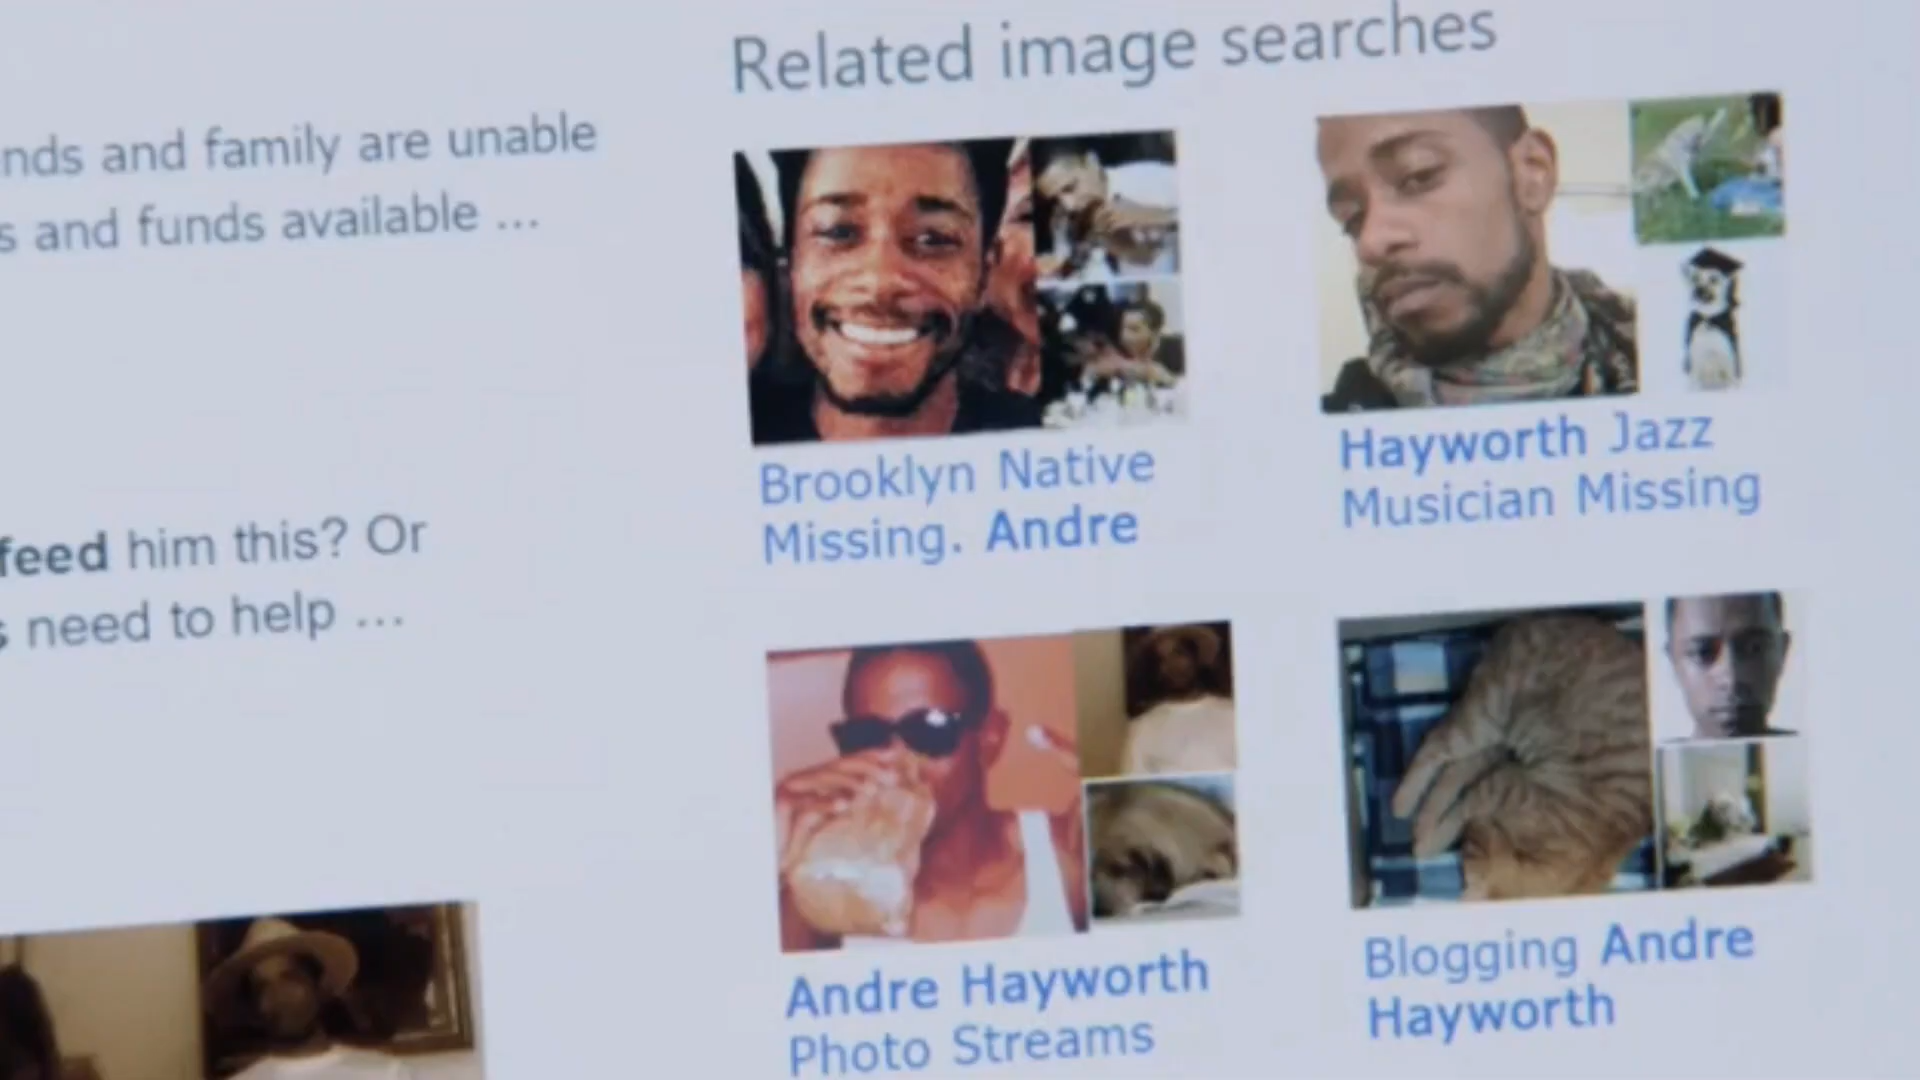 Related image searches
nds and family are unable
s and funds available ...
Brooklyn Native
Missing. Andre
Hayworth Jazz
Musician Missing
feed him this? Or
s need to help ...
Andre Hayworth
Photo Streams
Blogging Andre
Hayworth